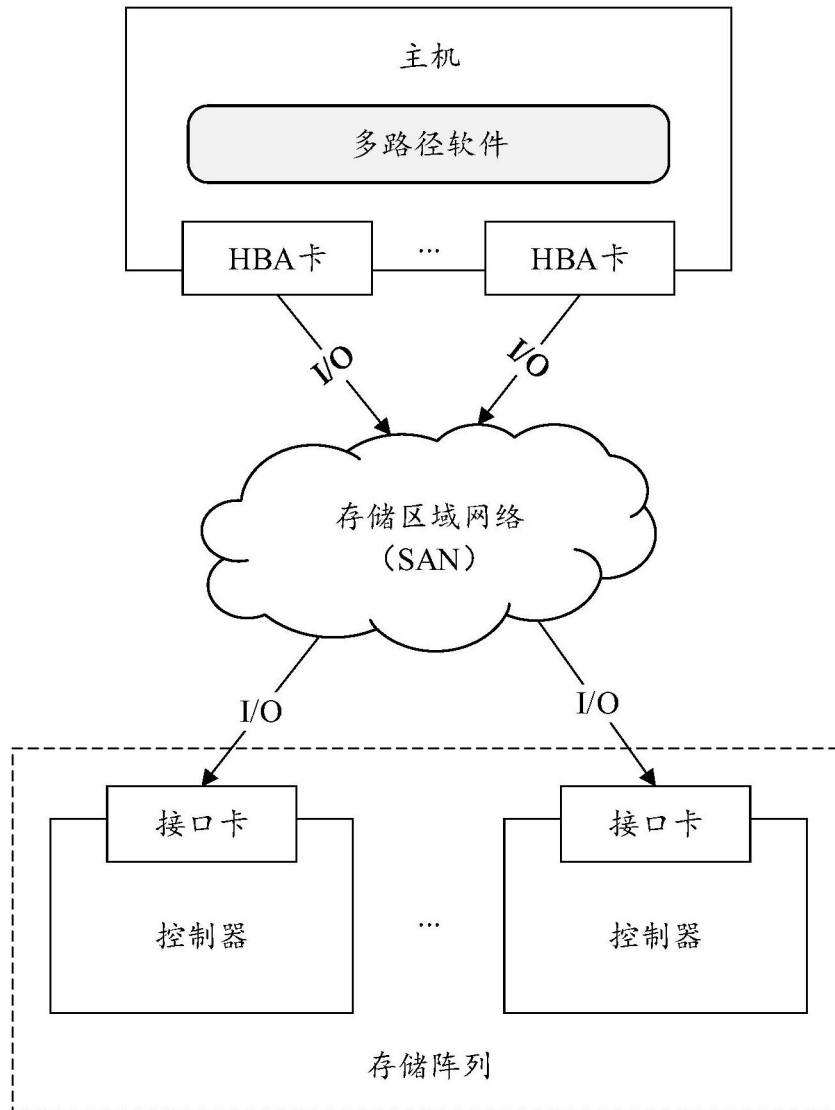 主机
多路径软件
HBA卡
...
HBA卡
I/O
I/O
存储区域网络
（SAN）
I/O
I/O
接口卡
接口卡
控制器
...
控制器
存储阵列